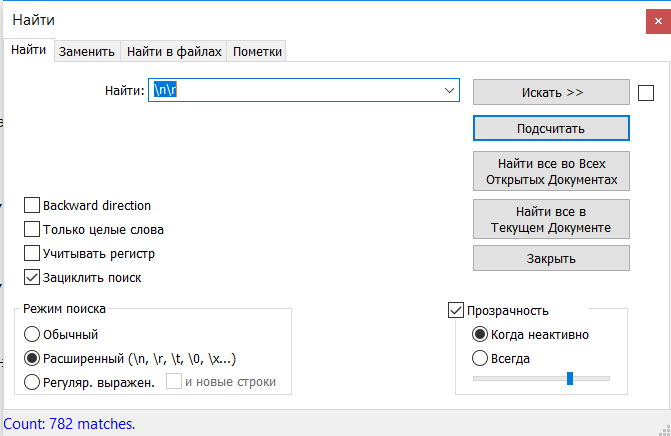 Найти
Найти
Заменить
Найти в файлах
Пометки
Найти:
\n\r
Искать >>
Подсчитать
Найти все во Всех
Открытых Документах
Найти все в
Текущем Документе
Закрыть
Backward direction
Только целые слова
Учитывать регистр
Зациклить поиск
Режим поиска
Обычный
Расширенный (\n, \r, \t, \0, \x...)
Регуляр. выражен.
и новые строки
Прозрачность
Когда неактивно
Всегда
Count: 782 matches.